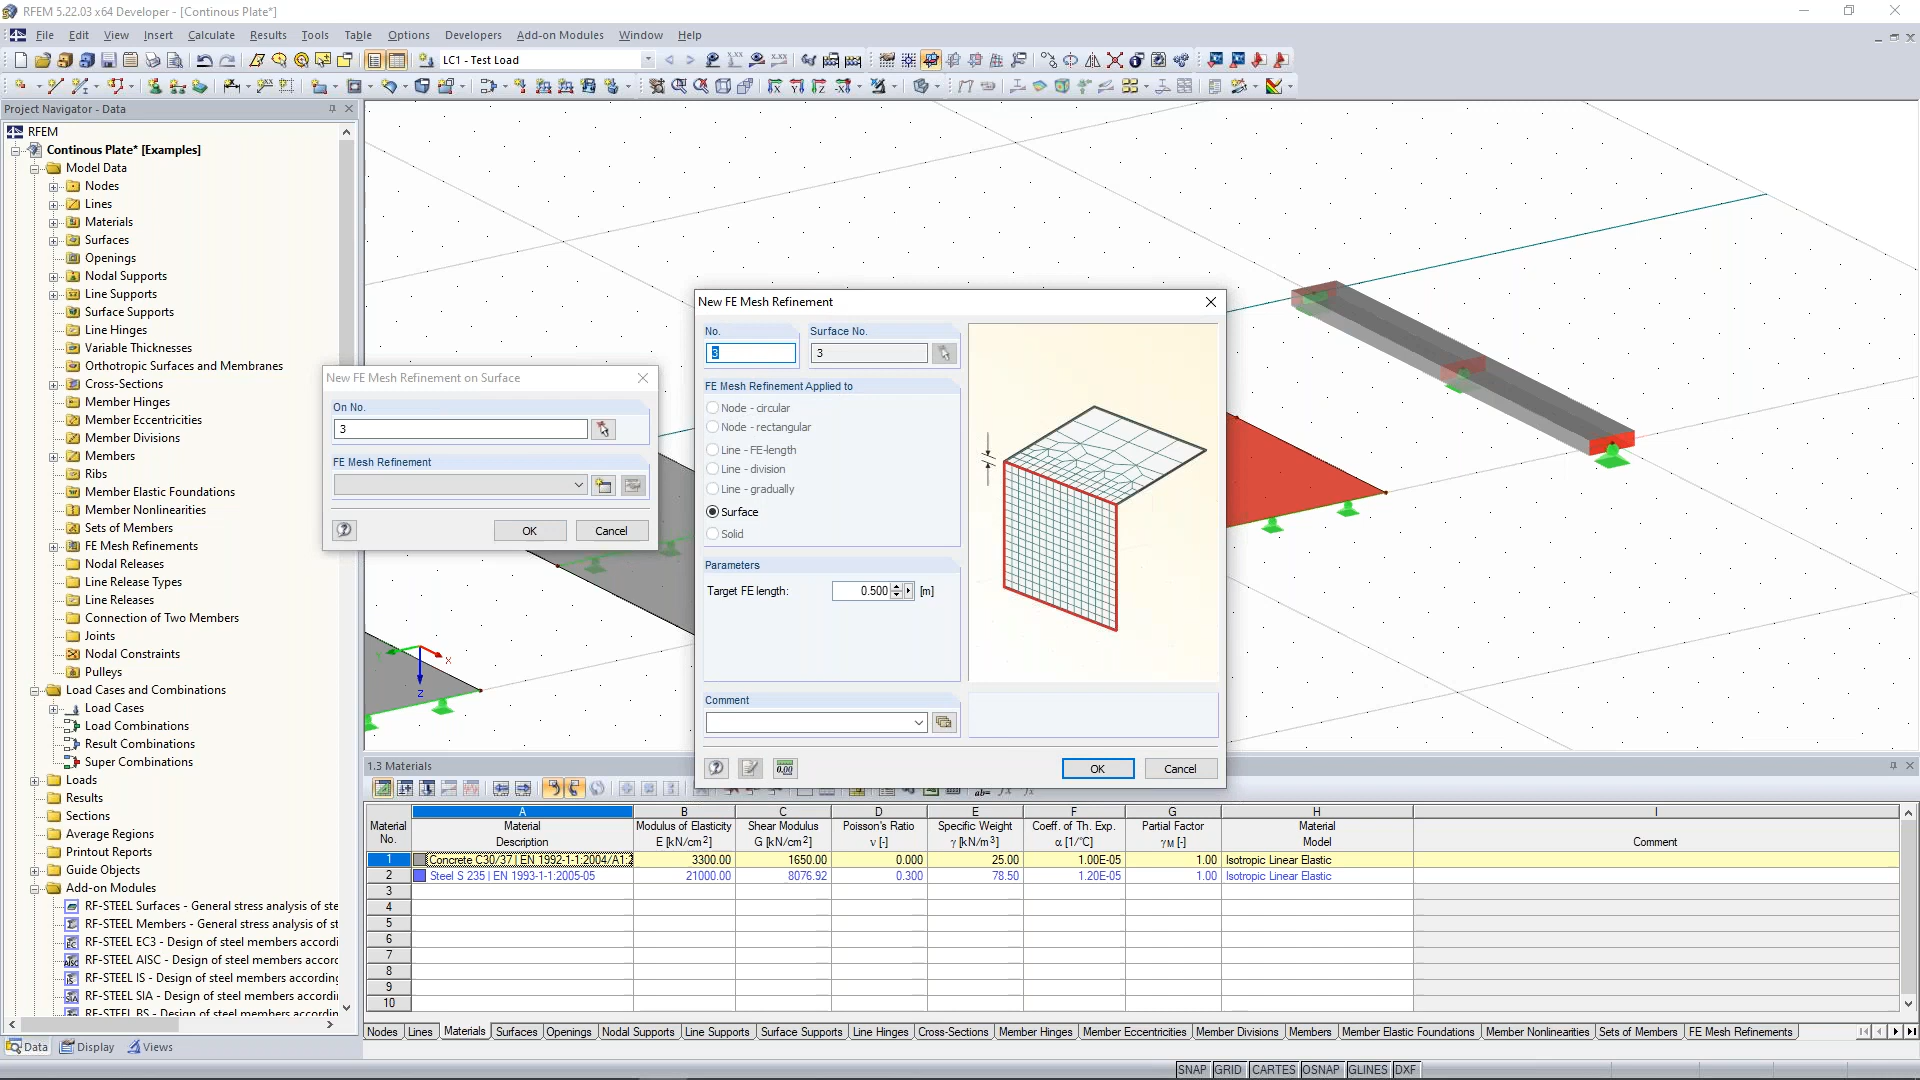 RFEM 5.22.03 x64 Developer - [Continous Plate*]
File Edit View Insert Calculate Results Tools Table Options Developers Add-on Modules Window Help
LC1 - Test Load
Project Navigator - Data
RFEM
Continous Plate* [Examples]
Model Data
Nodes
Lines
Materials
Surfaces
Openings
Nodal Supports
Line Supports
Surface Supports
Line Hinges
Variable Thicknesses
Orthotropic Surfaces and Membranes
Cross-Sections
Member Hinges
Member Eccentricities
Member Divisions
Members
Ribs
Member Elastic Foundations
Member Nonlinearities
Sets of Members
FE Mesh Refinements
Nodal Releases
Line Release Types
Line Releases
Connection of Two Members
Joints
Nodal Constraints
Pulleys
Load Cases and Combinations
Load Cases
Load Combinations
Result Combinations
Super Combinations
Loads
Results
Sections
Average Regions
Printout Reports
Guide Objects
Add-on Modules
RF-STEEL Surfaces - General stress analysis of ste
RF-STEEL Members - General stress analysis of st
RF-STEEL EC3 - Design of steel members accordi
RF-STEEL AISC - Design of steel members accorc
RF-STEEL IS - Design of steel members according
RF-STEEL SIA - Design of steel members accordi
RF-STEEL BS - Design of steel members accordin
Data Display Views
New FE Mesh Refinement on Surface
On No.
3
FE Mesh Refinement
OK Cancel
New FE Mesh Refinement
No. Surface No.
3 3
FE Mesh Refinement Applied to
Node - circular
Node - rectangular
Line - FE-length
Line - division
Line - gradually
Surface
Solid
Parameters
Target FE length: 0.500 [m]
Comment
OK Cancel
X
Z
1.3 Materials
A B C D E F G H I
Material Material Modulus of Elasticity Shear Modulus Poisson's Ratio Specific Weight Coeff. of Th. Exp. Partial Factor Material
No. Description E [kN/cm²] G [kN/cm²] ν [-] γ [kN/m³] α [1/°C] γM [-] Model Comment
1 Concrete C30/37 | EN 1992-1-1:2004/A1:2 3300.00 1650.00 0.000 25.00 1.00E-05 1.00 Isotropic Linear Elastic
2 Steel S 235 | EN 1993-1-1:2005-05 21000.00 8076.92 0.300 78.50 1.20E-05 1.00 Isotropic Linear Elastic
3
4
5
6
7
8
9
10
Nodes Lines Materials Surfaces Openings Nodal Supports Line Supports Surface Supports Line Hinges Cross-Sections Member Hinges Member Eccentricities Member Divisions Members Member Elastic Foundations Member Nonlinearities Sets of Members FE Mesh Refinements
SNAP GRID CARTES OSNAP GLINES DXF